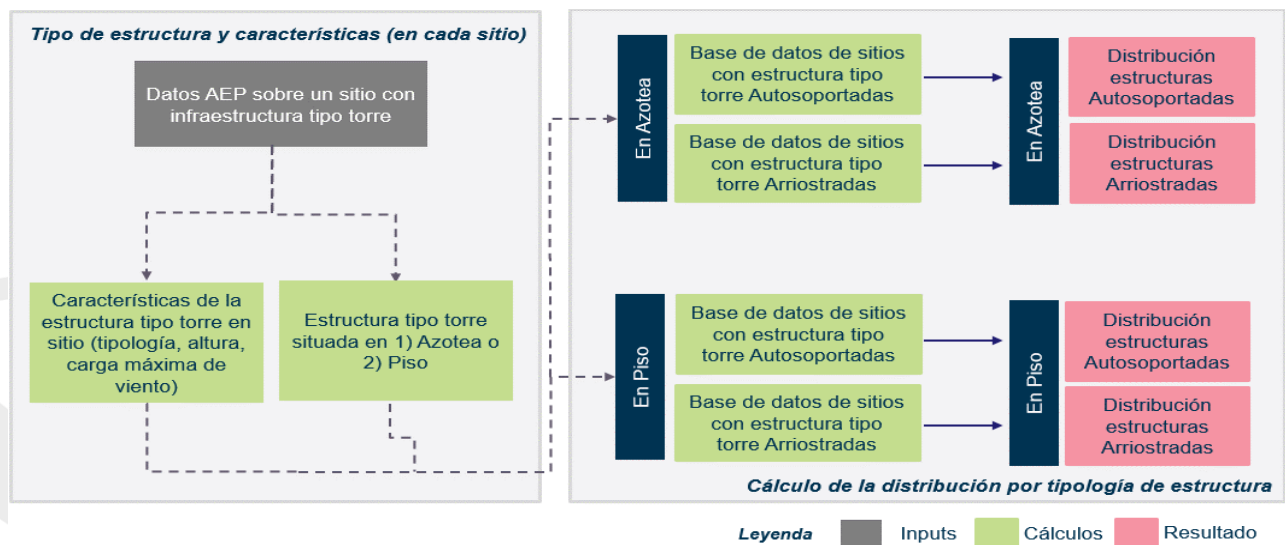 Tipo de estructura y características (en cada sitio)
Datos AEP sobre un sitio con
infraestructura tipo torre
Características de la
estructura tipo torre en
sitio (tipología, altura,
carga máxima de
viento)
Estructura tipo torre
situada en 1) Azotea o
2) Piso
En Azotea
Base de datos de sitios
con estructura tipo
torre Autosoportadas
Base de datos de sitios
con estructura tipo
torre Arriostradas
En Azotea
Distribución
estructuras
Autosoportadas
Distribución
estructuras
Arriostradas
En Piso
Base de datos de sitios
con estructura tipo
torre Autosoportadas
Base de datos de sitios
con estructura tipo
torre Arriostradas
En Piso
Distribución
estructuras
Autosoportadas
Distribución
estructuras
Arriostradas
Cálculo de la distribución por tipología de estructura
Leyenda Inputs Cálculos Resultado